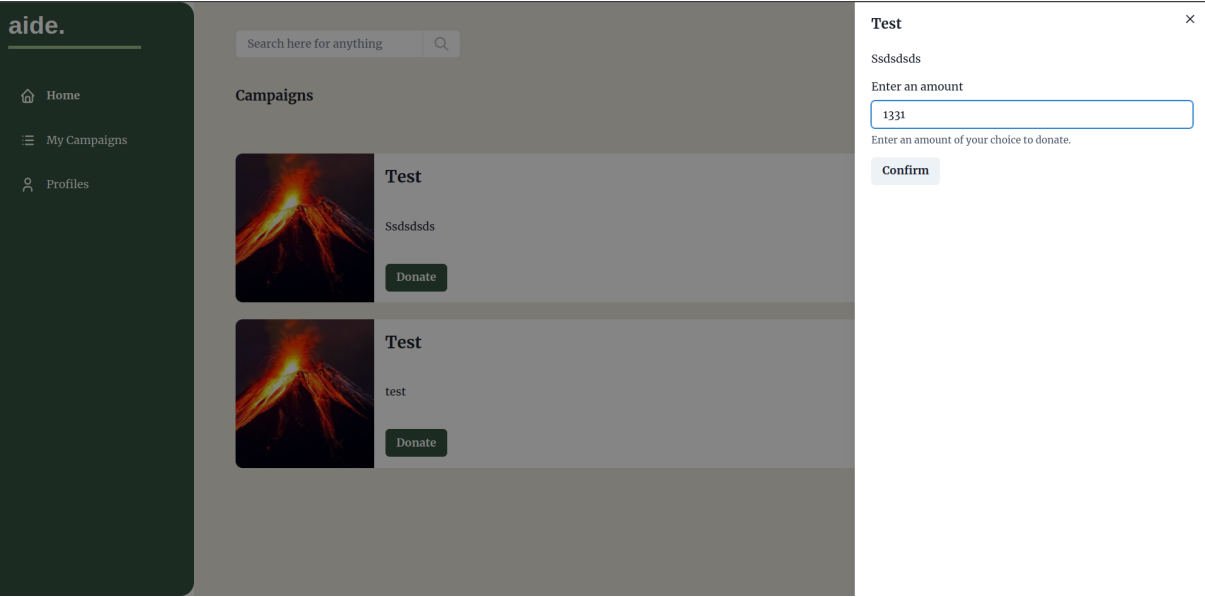 aide.
Home
My Campaigns
Profiles
Search here for anything
Campaigns
Test
Ssdsdsds
Donate
Test
test
Donate
Test
Ssdsdsds
Enter an amount
1331
Enter an amount of your choice to donate.
Confirm